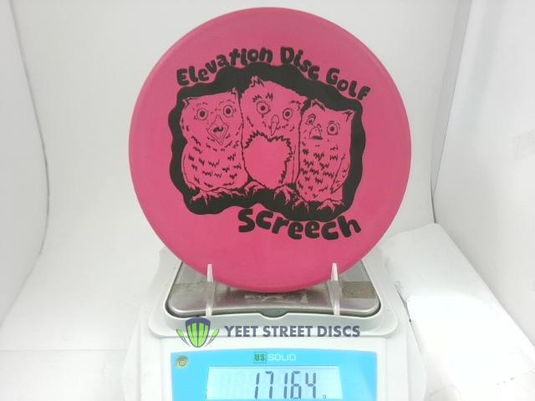 Elevation Disc Golf
Screech
YEET STREET DISCS
US SOLID
171.64 g